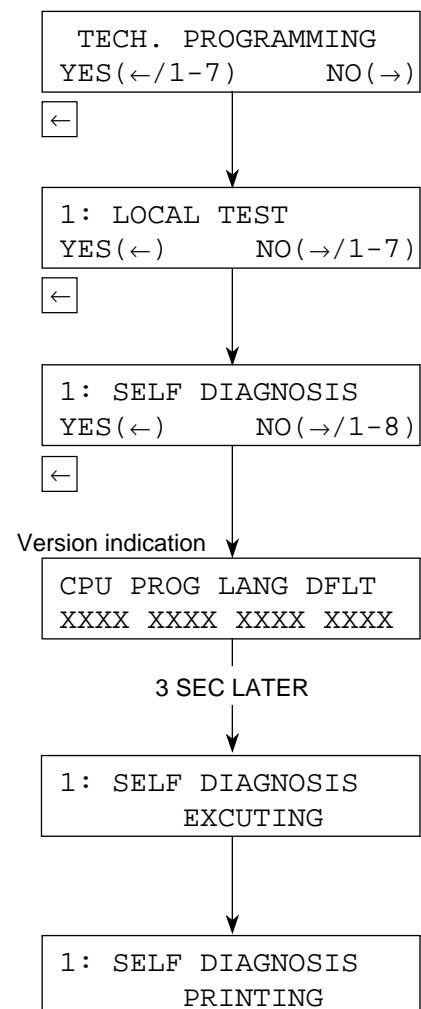 TECH. PROGRAMMING
YES(←/1-7) NO(→)
←
1: LOCAL TEST
YES(←) NO(→/1-7)
←
1: SELF DIAGNOSIS
YES(←) NO(→/1-8)
←
Version indication
CPU PROG LANG DFLT
XXXX XXXX XXXX XXXX
3 SEC LATER
1: SELF DIAGNOSIS
EXCUTING
1: SELF DIAGNOSIS
PRINTING